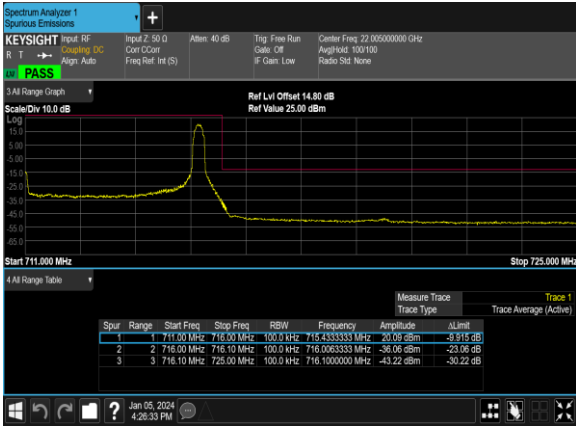 Spectrum Analyzer 1
Spurious Emissions
+
KEYSIGHT Input: RF Input Z: 50 Ω Atten: 40 dB Trig: Free Run Center Freq: 22.005000000 GHz
R T Coupling: DC Corr CCorr Gate: Off Avg|Hold: 100/100
Align: Auto Freq Ref: Int (S) IF Gain: Low Radio Std: None
PASS
3 All Range Graph
Ref Lvl Offset 14.80 dB
Scale/Div 10.0 dB Ref Value 25.00 dBm
Log
15.0
5.00
-5.00
-15.0
-25.0
-35.0
-45.0
-55.0
-65.0
Start 711.000 MHz Stop 725.000 MHz
4 All Range Table
Measure Trace Trace 1
Trace Type Trace Average (Active)
Spur Range Start Freq Stop Freq RBW Frequency Amplitude ΔLimit
1 1 711.00 MHz 716.00 MHz 100.0 kHz 715.4333333 MHz 20.09 dBm -9.915 dB
2 2 716.00 MHz 716.10 MHz 100.0 kHz 716.0063333 MHz -36.06 dBm -23.06 dB
3 3 716.10 MHz 725.00 MHz 100.0 kHz 716.1000000 MHz -43.22 dBm -30.22 dB
?
Jan 05, 2024
4:26:33 PM